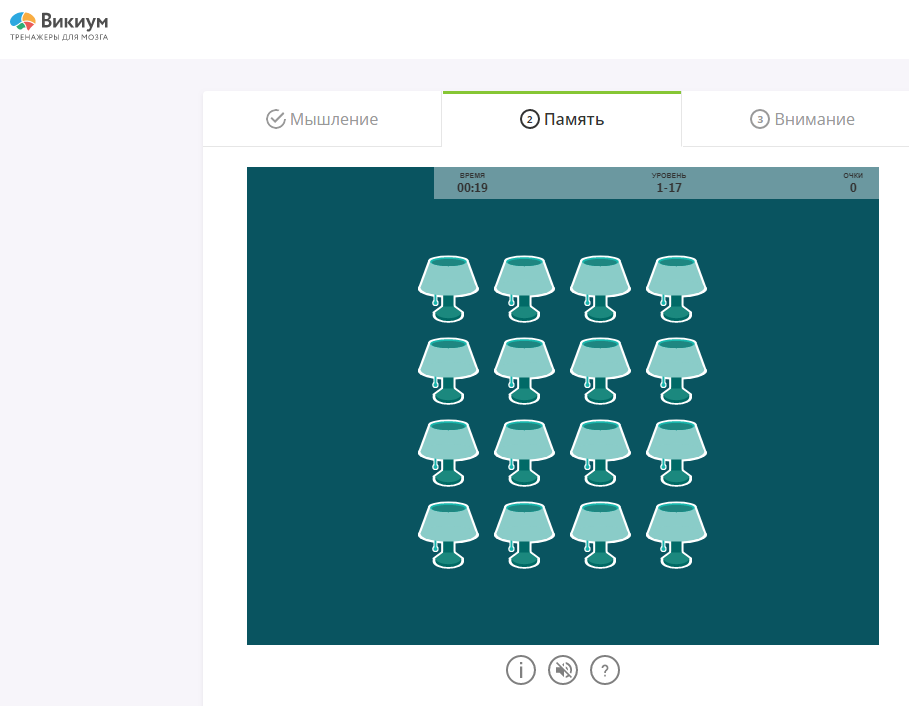 Викиум
ТРЕНАЖЕРЫ ДЛЯ МОЗГА
Мышление
2 Память
3 Внимание
ВРЕМЯ
00:19
УРОВЕНЬ
1-17
ОЧКИ
0
i
?